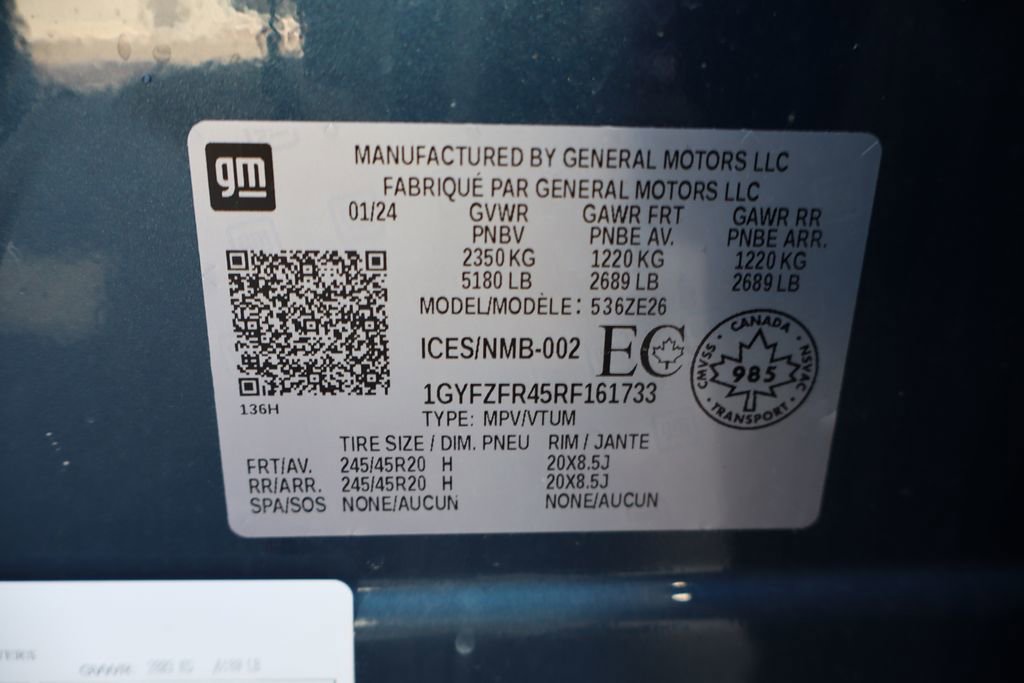 gm
MANUFACTURED BY GENERAL MOTORS LLC
FABRIQUÉ PAR GENERAL MOTORS LLC
01/24 GVWR GAWR FRT GAWR RR
PNBV PNBE AV. PNBE ARR.
2350 KG 1220 KG 1220 KG
5180 LB 2689 LB 2689 LB
MODEL/MODÈLE: 536ZE26
ICES/NMB-002 EC
CANADA
CMVSS 985 NSVAC
TRANSPORT
136H
1GYFZFR45RF161733
TYPE: MPV/VTUM
TIRE SIZE / DIM. PNEU RIM / JANTE
FRT/AV. 245/45R20 H 20X8.5J
RR/ARR. 245/45R20 H 20X8.5J
SPA/SOS NONE/AUCUN NONE/AUCUN